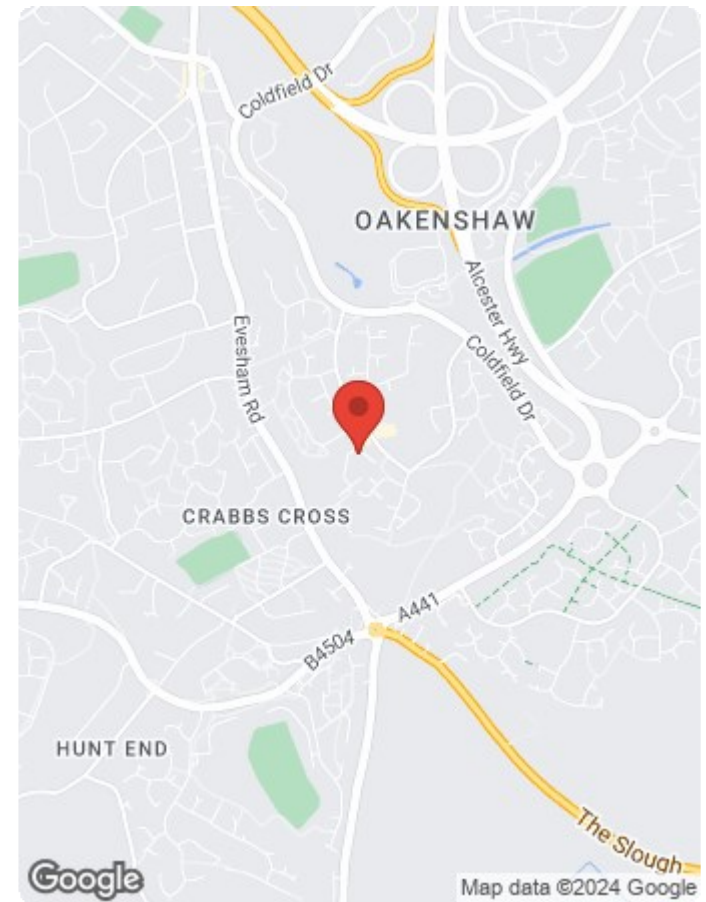 Coldfield Dr
OAKENSHAW
Alcester Hwy
Evesham Rd
Coldfield Dr
CRABBS CROSS
A441
B4504
HUNT END
The Slough
Google
Map data ©2024 Google